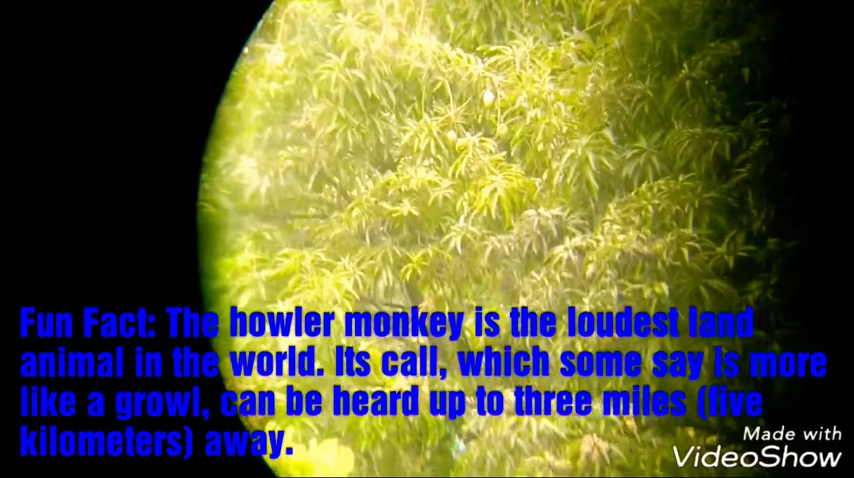 Fun Fact: The howler monkey is the loudest land
animal in the world. Its call, which some say is more
like a growl, can be heard up to three miles (five
kilometers) away.
Made with
VideoShow